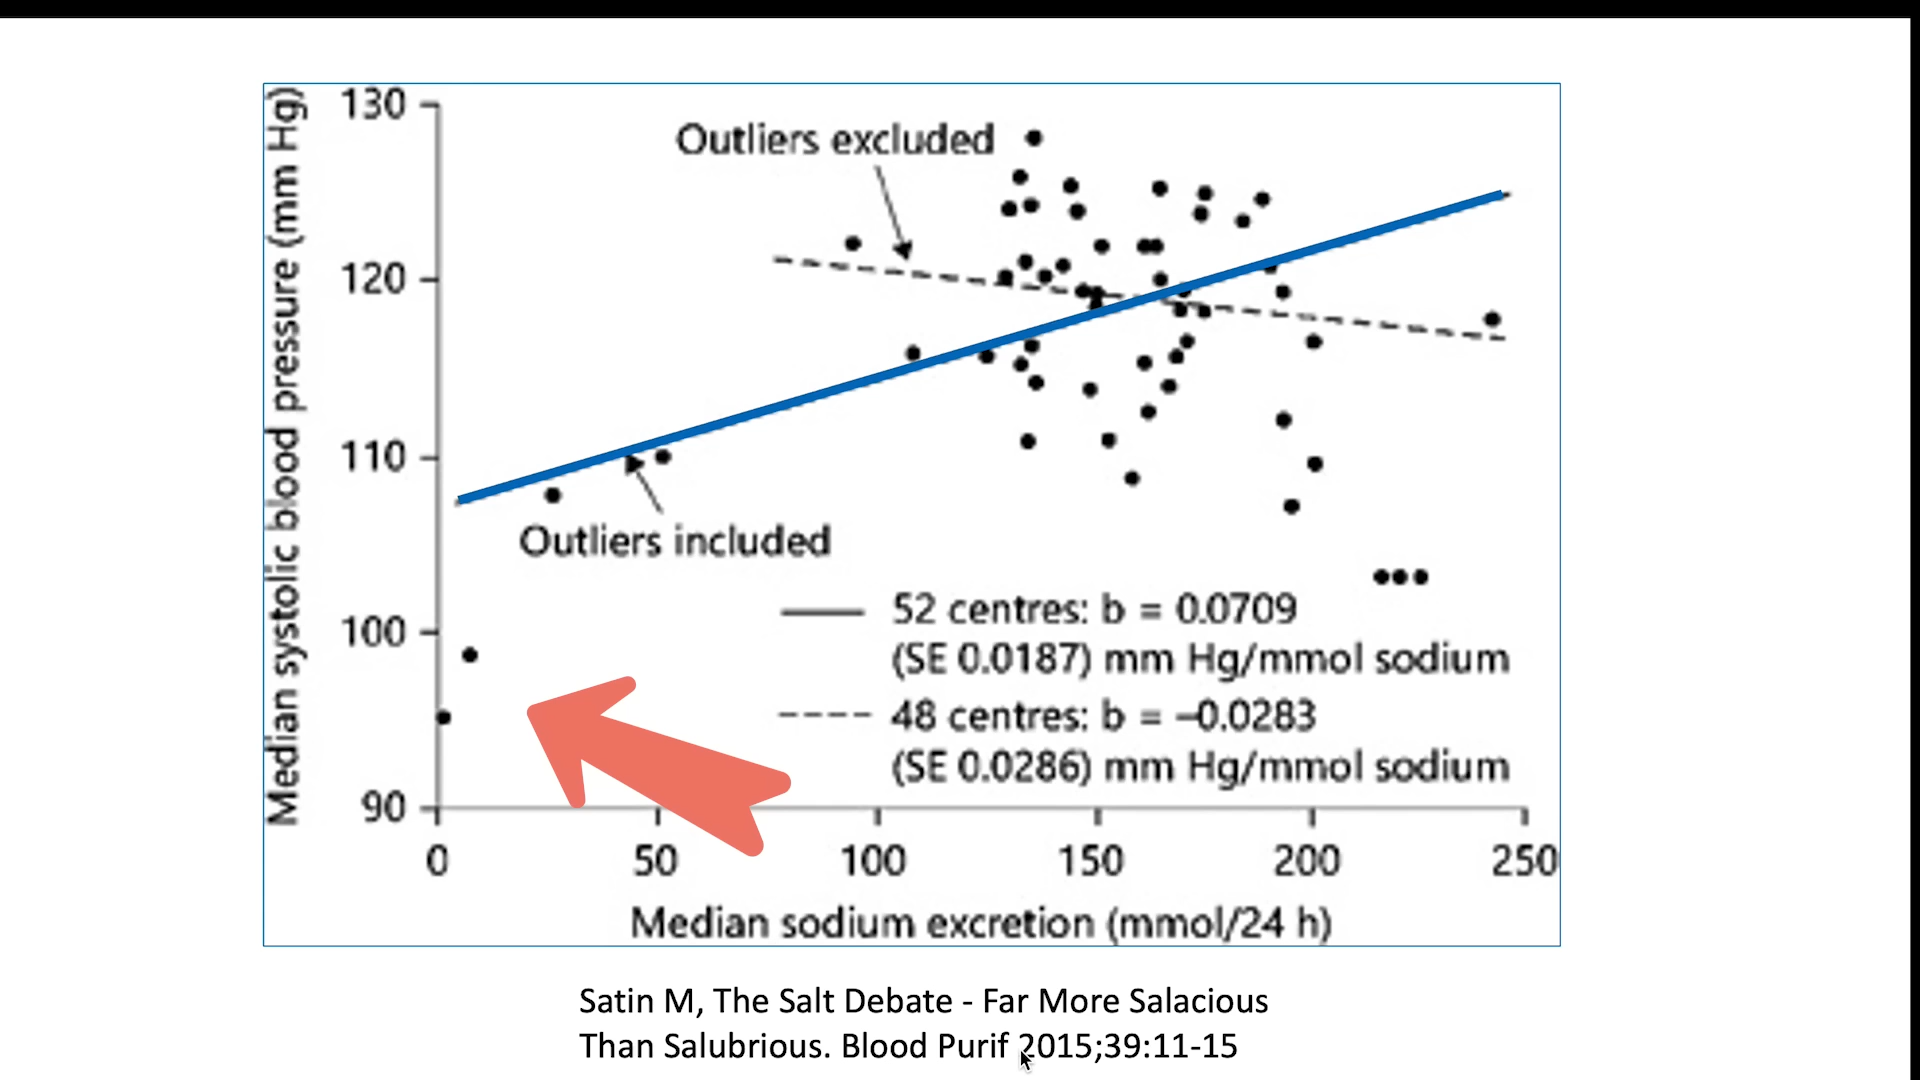 Median systolic blood pressure (mm Hg)
130
120
110
100
90
Outliers excluded
Outliers included
52 centres: b = 0.0709
(SE 0.0187) mm Hg/mmol sodium
48 centres: b = –0.0283
(SE 0.0286) mm Hg/mmol sodium
0 50 100 150 200 250
Median sodium excretion (mmol/24 h)
Satin M, The Salt Debate - Far More Salacious
Than Salubrious. Blood Purif 2015;39:11-15